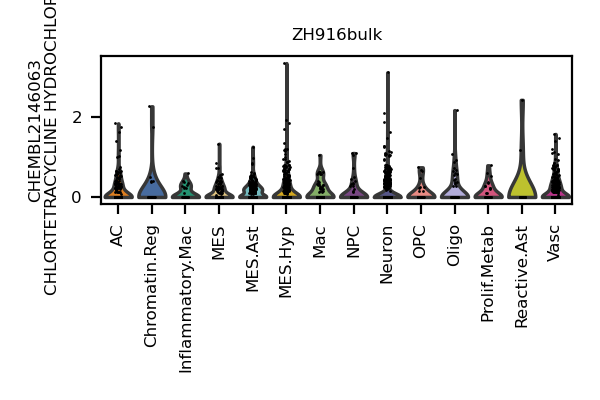 ZH916bulk
CHEMBL2146063
CHLORTETRACYCLINE HYDROCHLOR
2
0
AC
Chromatin.Reg
Inflammatory.Mac
MES
MES.Ast
MES.Hyp
Mac
NPC
Neuron
OPC
Oligo
Prolif.Metab
Reactive.Ast
Vasc